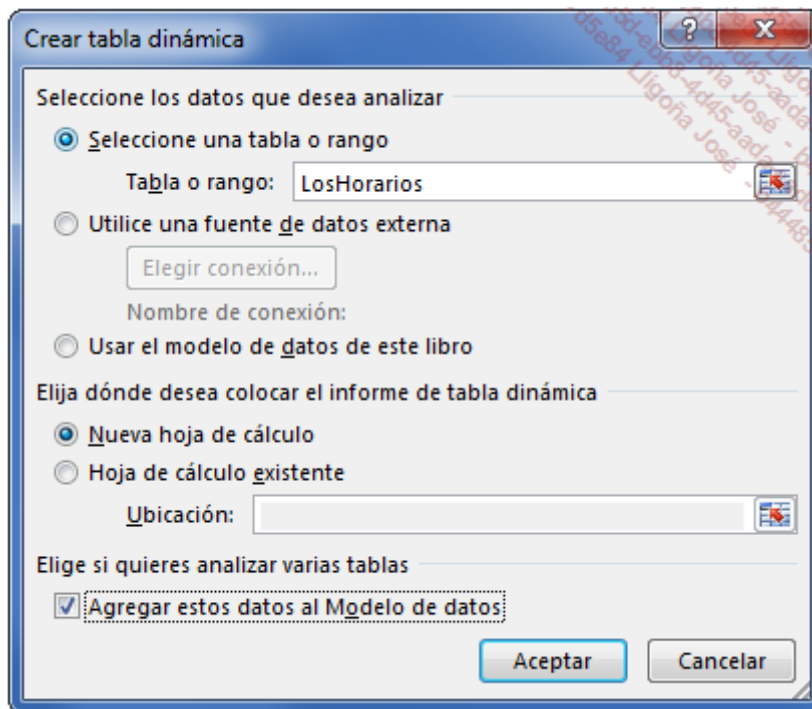 Crear tabla dinámica
Seleccione los datos que desea analizar
Seleccione una tabla o rango
Tabla o rango: LosHorarios
Utilice una fuente de datos externa
Elegir conexión...
Nombre de conexión:
Usar el modelo de datos de este libro
Elija dónde desea colocar el informe de tabla dinámica
Nueva hoja de cálculo
Hoja de cálculo existente
Ubicación:
Elige si quieres analizar varias tablas
Agregar estos datos al Modelo de datos
Aceptar Cancelar